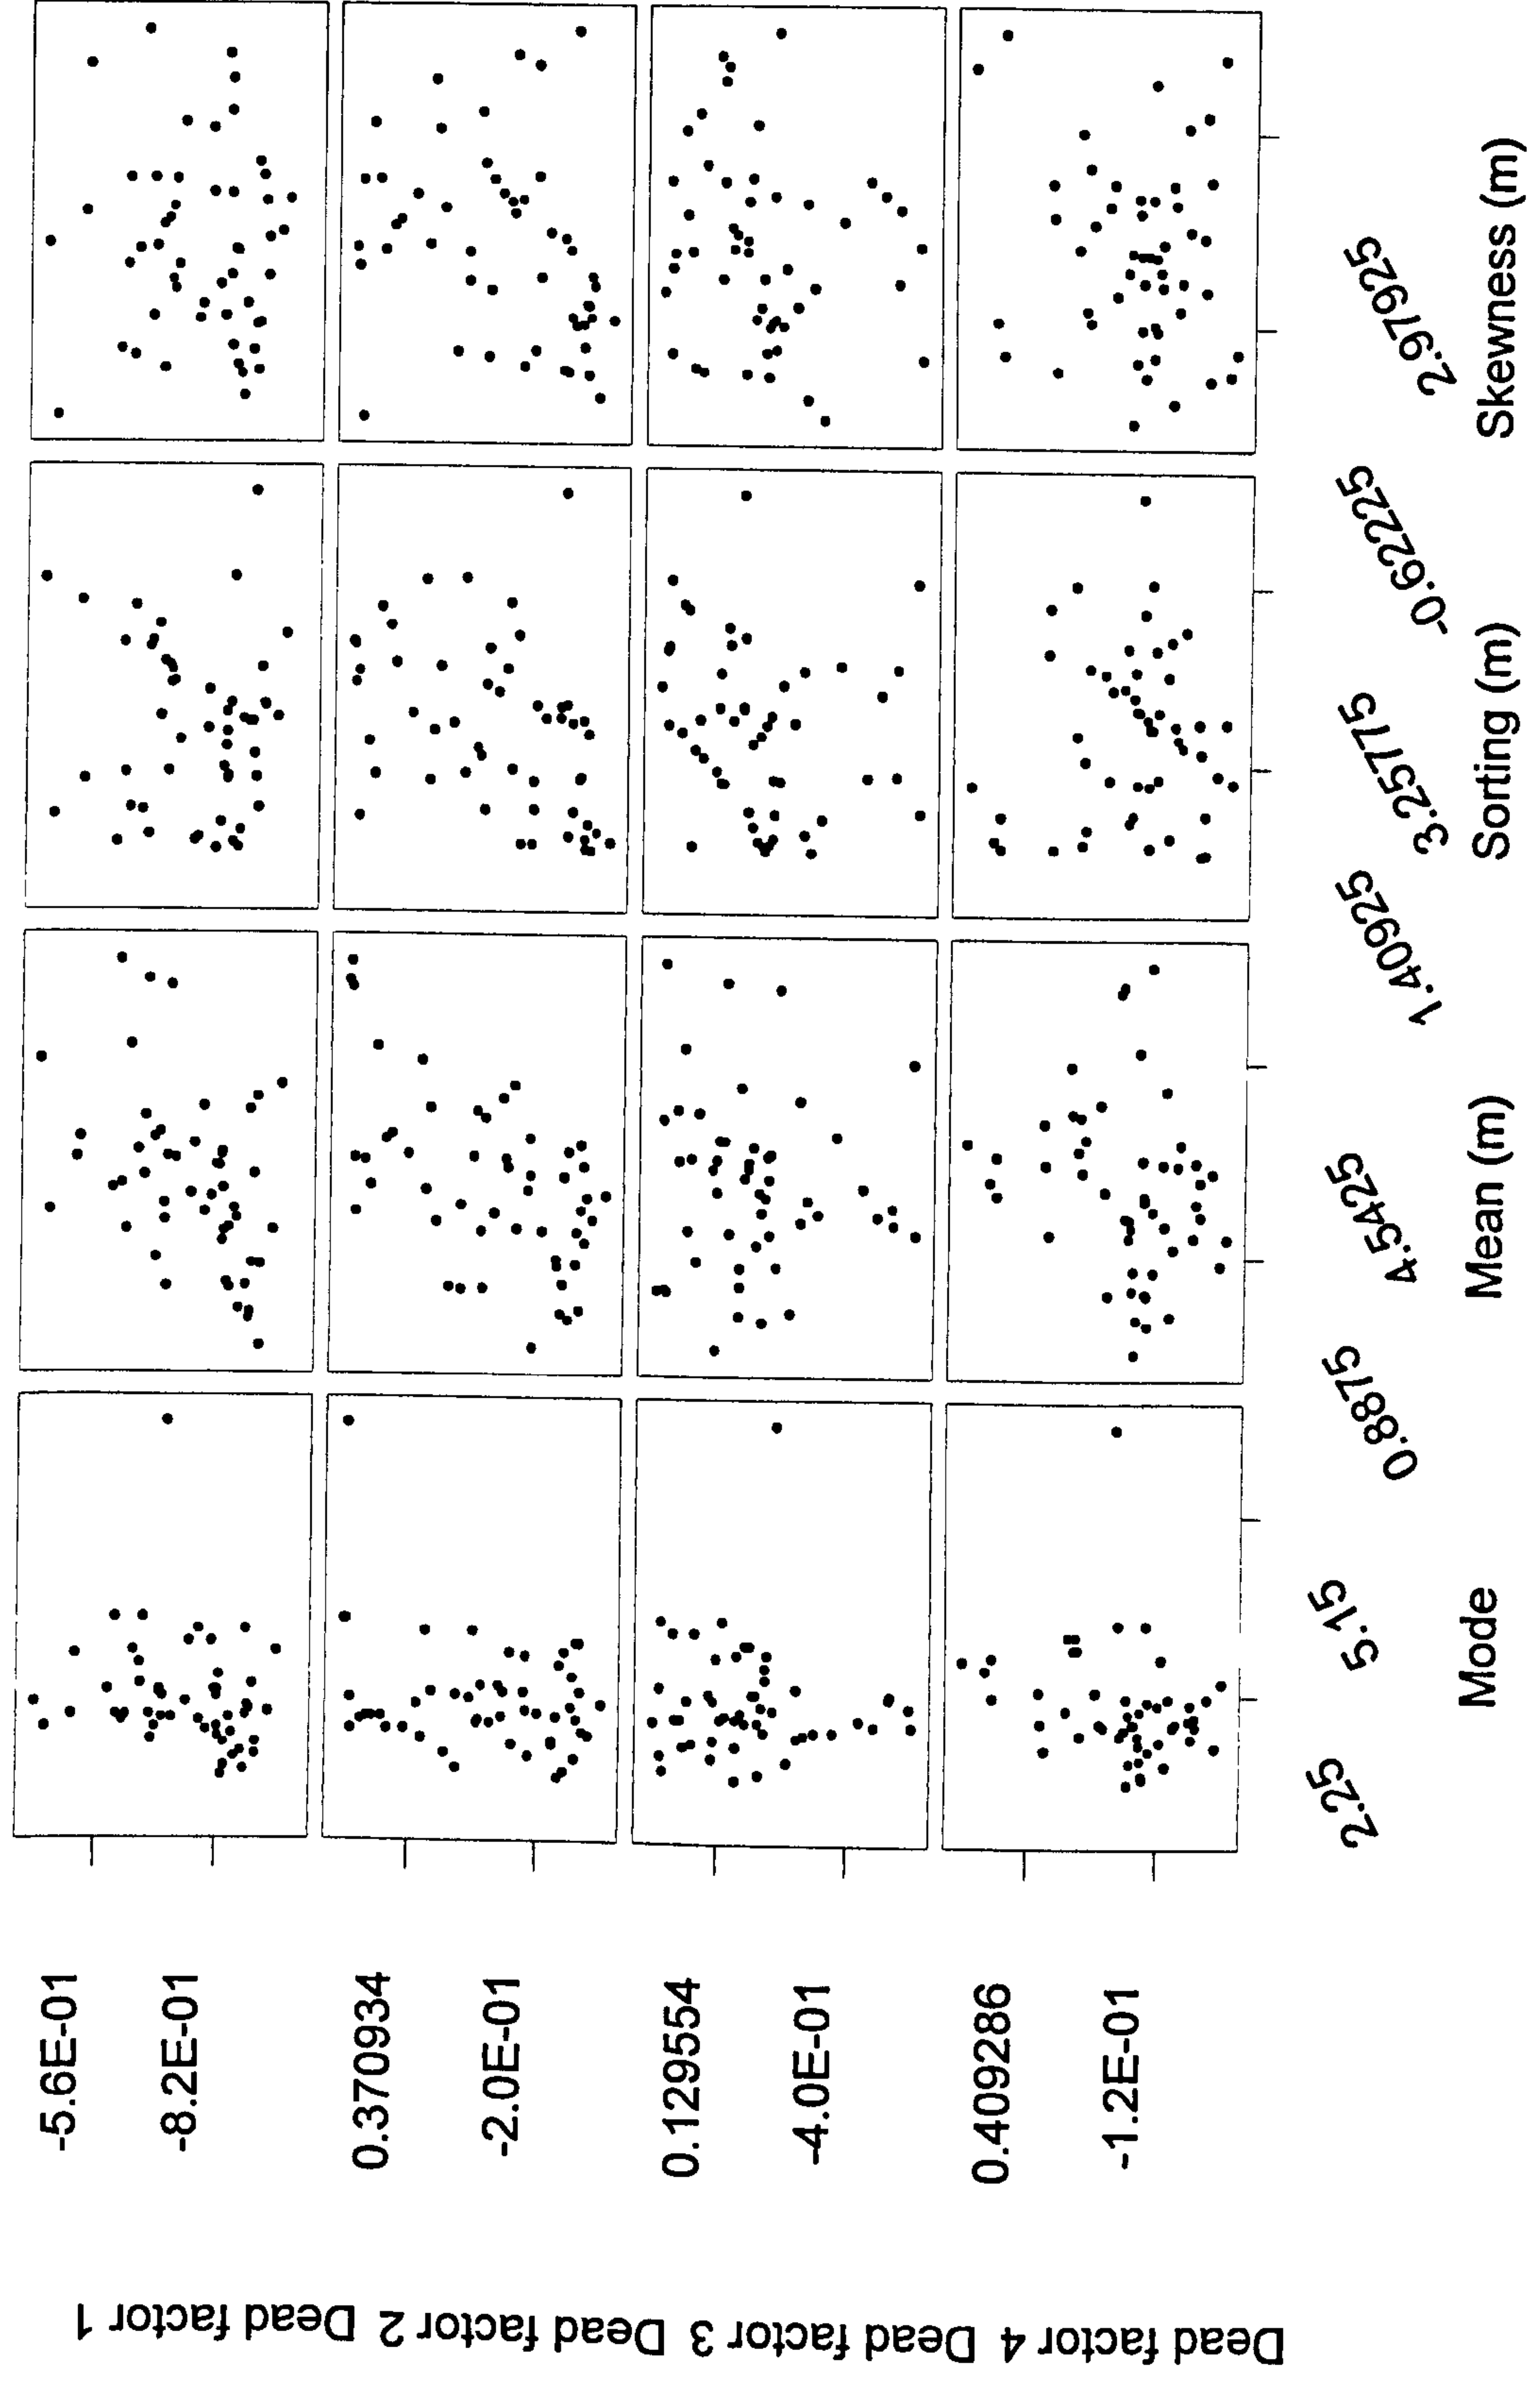 Dead factor 4 Dead factor 3 Dead factor 2 Dead factor 1
-5.6E-01
-8.2E-01
0.370934
-2.0E-01
0.129554
-4.0E-01
0.409286
-1.2E-01
2.25
5.15
0.8875
4.5425
1.40925
3.25775
-0.62225
2.97925
Mode
Mean (m)
Sorting (m)
Skewness (m)